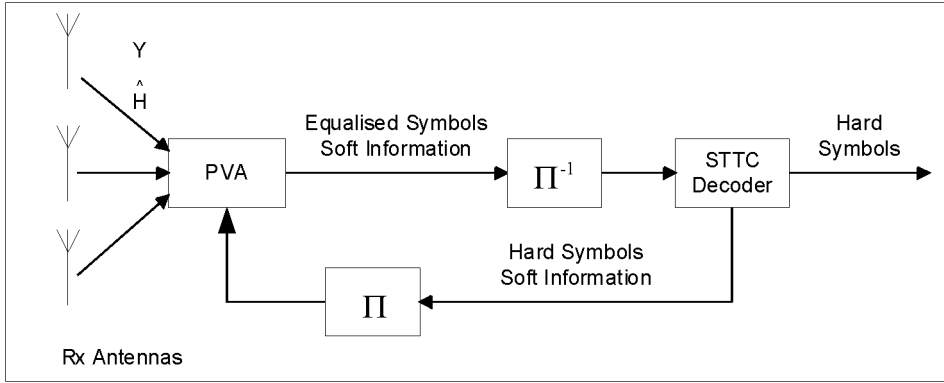 Y
Ĥ
Equalised Symbols
Soft Information
Hard
Symbols
PVA
Π⁻¹
STTC
Decoder
Hard Symbols
Soft Information
Π
Rx Antennas